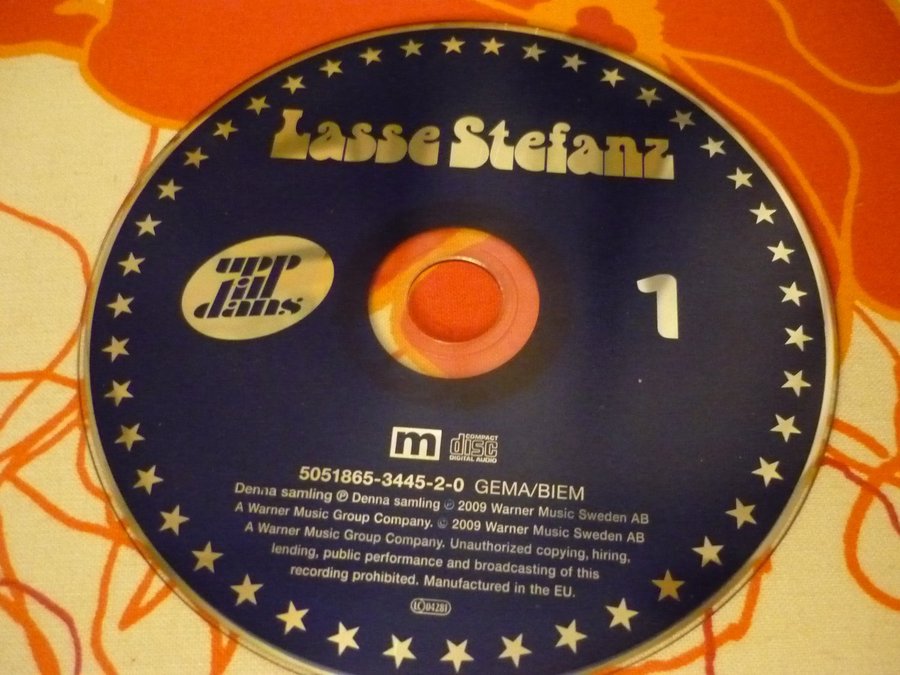 Lasse Stefanz
upp
till
dans
1
m
COMPACT
disc
DIGITAL AUDIO
5051865-3445-2-0 GEMA/BIEM
Denna samling ℗ Denna samling © 2009 Warner Music Sweden AB
A Warner Music Group Company. © 2009 Warner Music Sweden AB
A Warner Music Group Company. Unauthorized copying, hiring,
lending, public performance and broadcasting of this
recording prohibited. Manufactured in the EU.
LC 04281